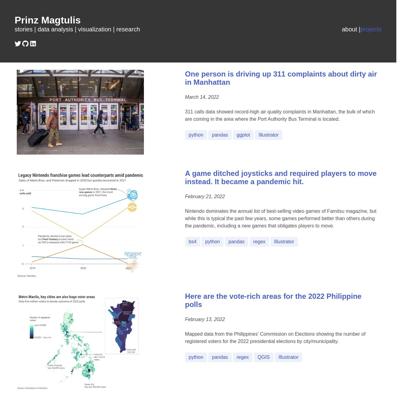 Prinz Magtulis
stories | data analysis | visualization | research
about | projects
PORT AUTHORITY BUS TERMINAL
One person is driving up 311 complaints about dirty air
in Manhattan
March 14, 2022
311 calls data showed record-high air quality complaints in Manhattan, the bulk of which
are coming in the area where the Port Authority Bus Terminal is located.
python pandas ggplot Illustrator
Legacy Nintendo franchise games lead counterparts amid pandemic
A game ditched joysticks and required players to move
instead. It became a pandemic hit.
February 21, 2022
Nintendo dominates the annual list of best-selling video games of Famitsu magazine, but
while this is typical the past few years, some games performed better than others during
the pandemic, including a new games that obligates players to move.
bs4 python pandas regex Illustrator
Metro Manila, key cities are also huge voter areas
Here are the vote-rich areas for the 2022 Philippine
polls
February 13, 2022
Mapped data from the Philippines' Commission on Elections showing the number of
registered voters for the 2022 presidential elections by city/municipality.
python pandas regex QGIS Illustrator